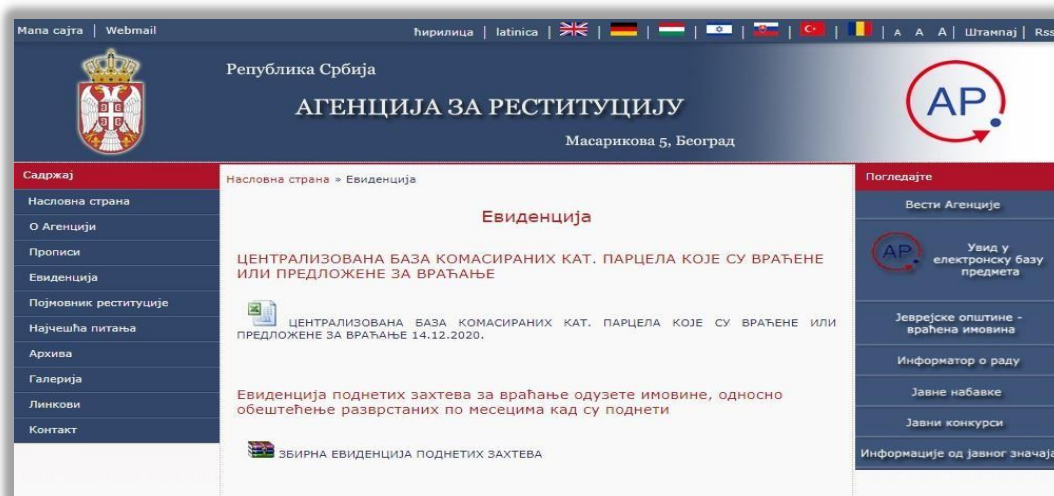 Мапа сајта | Webmail
ћирилица | latinica | | | | | | | | A A A | Штампај | Rss
Република Србија
АГЕНЦИЈА ЗА РЕСТИТУЦИЈУ
Масарикова 5, Београд
АР
Садржај
Насловна страна
О Агенцији
Прописи
Евиденција
Појмовник реституције
Најчешћа питања
Архива
Галерија
Линкови
Контакт
Насловна страна » Евиденција
Евиденција
ЦЕНТРАЛИЗОВАНА БАЗА КОМАСИРАНИХ КАТ. ПАРЦЕЛА КОЈЕ СУ ВРАЋЕНЕ
ИЛИ ПРЕДЛОЖЕНЕ ЗА ВРАЋАЊЕ
ЦЕНТРАЛИЗОВАНА БАЗА КОМАСИРАНИХ КАТ. ПАРЦЕЛА КОЈЕ СУ ВРАЋЕНЕ ИЛИ
ПРЕДЛОЖЕНЕ ЗА ВРАЋАЊЕ 14.12.2020.
Евиденција поднетих захтева за враћање одузете имовине, односно
обештећење разврстаних по месецима кад су поднети
ЗБИРНА ЕВИДЕНЦИЈА ПОДНЕТИХ ЗАХТЕВА
Погледајте
Вести Агенције
АР
Увид у
електронску базу
предмета
Јеврејске општине -
враћена имовина
Информатор о раду
Јавне набавке
Јавни конкурси
Информације од јавног значаја